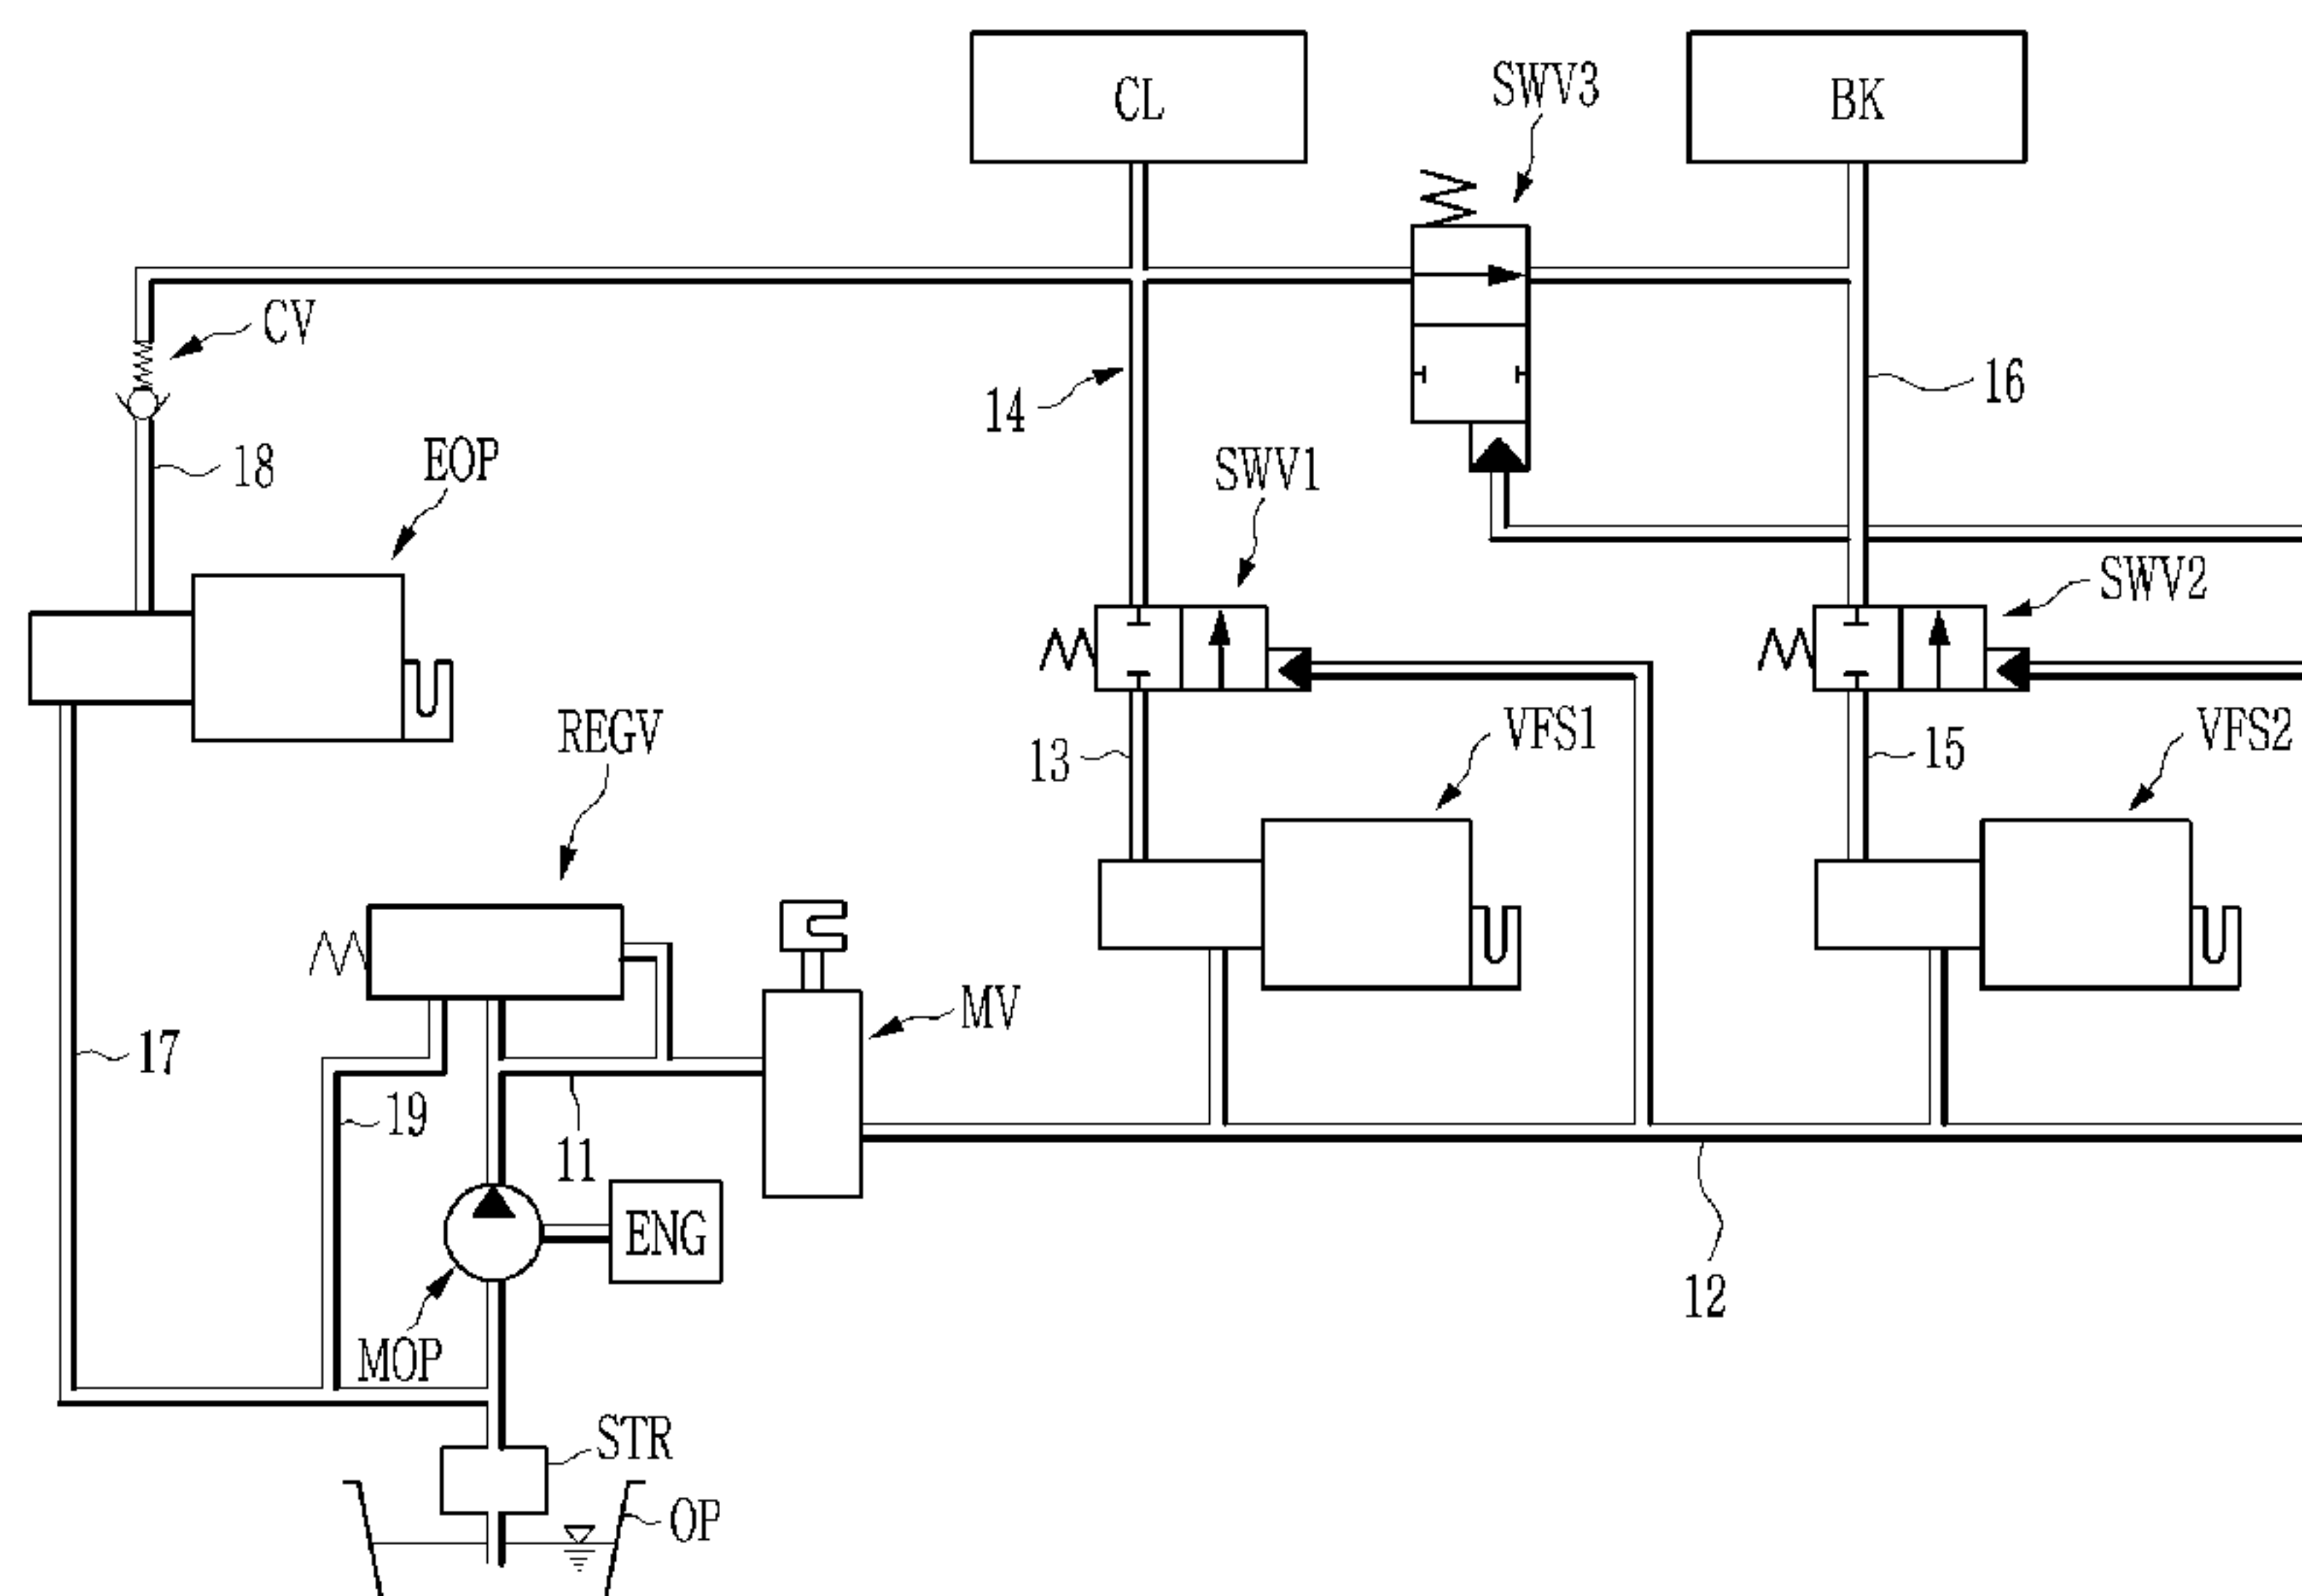 CL
SWV3
BK
CV
14
16
18
EOP
SWV1
SWV2
REGV
13
VFS1
15
VFS2
17
MV
19
11
ENG
12
MOP
STR
OP